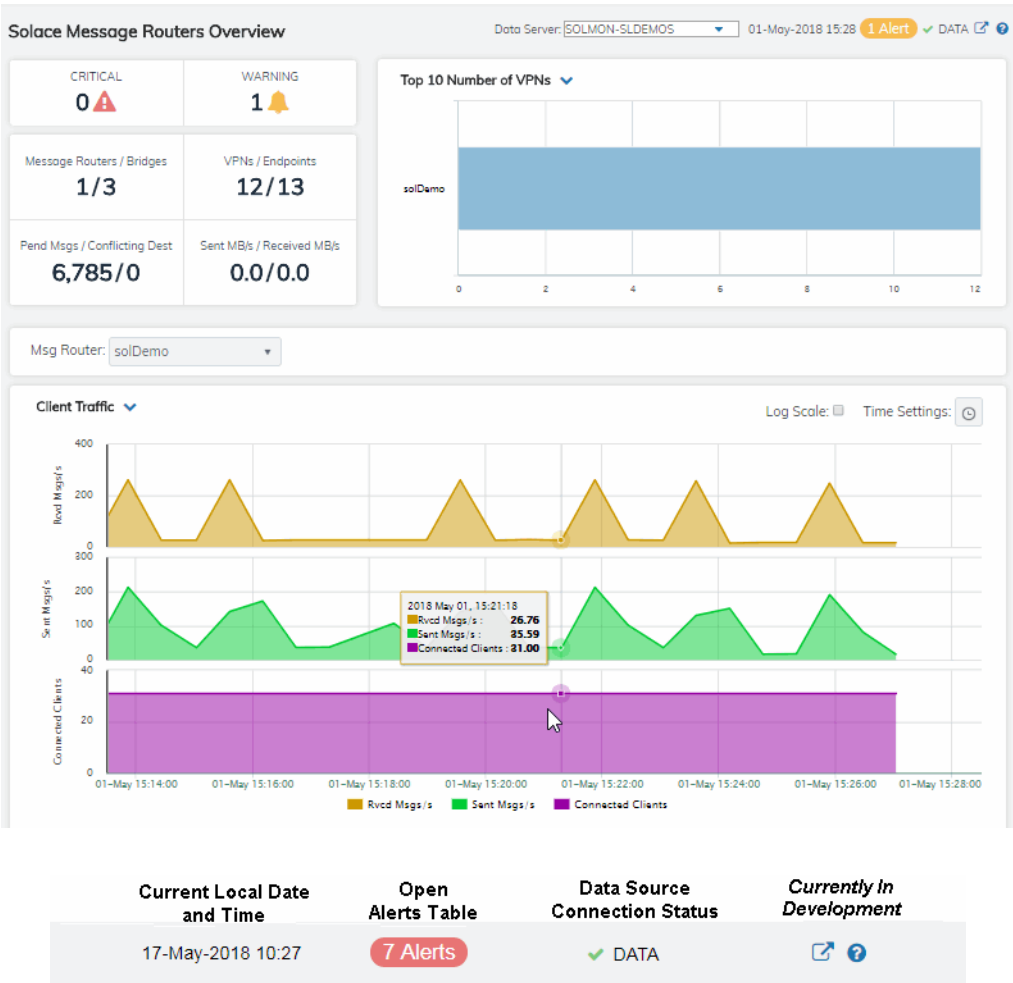 Solace Message Routers Overview
Data Server: SOLMON-SLDEMOS 01-May-2018 15:28 1 Alert DATA
CRITICAL
0
WARNING
1
Message Routers / Bridges
1/3
VPNs / Endpoints
12/13
Pend Msgs / Conflicting Dest
6,785/0
Sent MB/s / Received MB/s
0.0/0.0
Top 10 Number of VPNs
solDemo
0 2 4 6 8 10 12
Msg Router: solDemo
Client Traffic
Log Scale: Time Settings:
Rcvd Msgs/s
400
200
0
Sent Msgs/s
300
200
100
0
2018 May 01, 15:21:18
Rvcd Msgs/s : 26.76
Sent Msgs/s : 35.59
Connected Clients : 31.00
Connected Clients
40
20
0
01-May 15:14:00 01-May 15:16:00 01-May 15:18:00 01-May 15:20:00 01-May 15:22:00 01-May 15:24:00 01-May 15:26:00 01-May 15:28:00
Rvcd Msgs/s Sent Msgs/s Connected Clients
Current Local Date
and Time
Open
Alerts Table
Data Source
Connection Status
Currently in
Development
17-May-2018 10:27 7 Alerts DATA